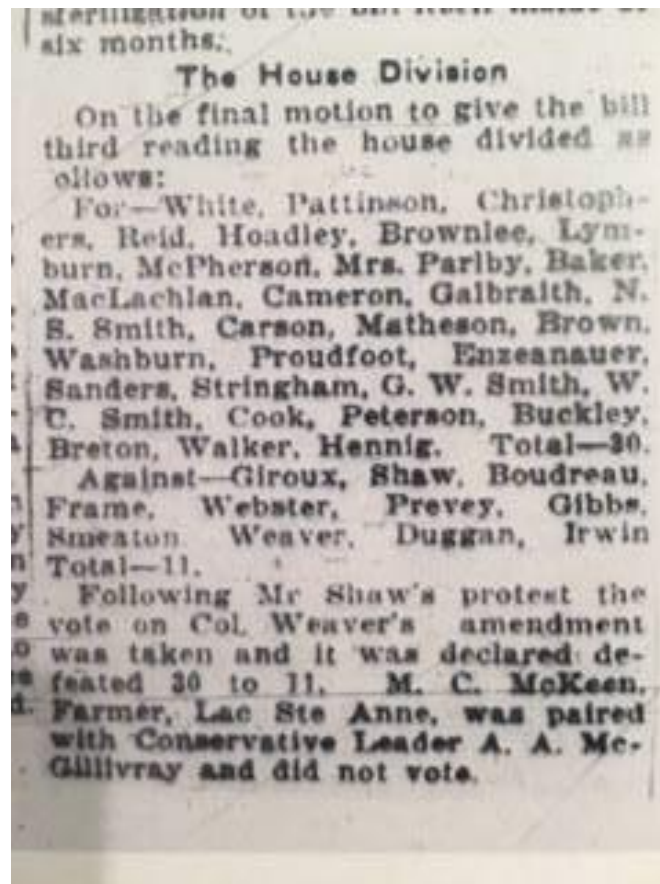 sterilization of the bill
six months.
The House Division
On the final motion to give the bill
third reading the house divided as
ollows:
For—White, Pattinson, Christoph-
ers, Reid, Hoadley, Brownlee, Lym-
burn, McPherson, Mrs. Parlby, Baker,
MacLachlan, Cameron, Galbraith, N.
S. Smith, Carson, Matheson, Brown,
Washburn, Proudfoot, Enzeanauer,
Sanders, Stringham, G. W. Smith, W.
C. Smith, Cook, Peterson, Buckley,
Breton, Walker, Hennig. Total—30.
Against—Giroux, Shaw, Boudreau,
Frame, Webster, Prevey, Gibbs,
Smeaton Weaver, Duggan, Irwin
Total—11.
Following Mr Shaw's protest the
vote on Col. Weaver's amendment
was taken and it was declared de-
feated 30 to 11. M. C. McKeen,
Farmer, Lac Ste Anne, was paired
with Conservative Leader A. A. Mc-
Gillivray and did not vote.